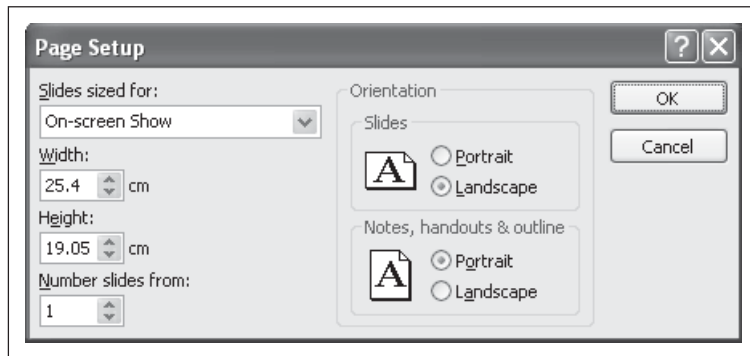 Page Setup
Slides sized for:
On-screen Show
Width:
25.4 cm
Height:
19.05 cm
Number slides from:
1
Orientation
Slides
A
Portrait
Landscape
Notes, handouts & outline
A
Portrait
Landscape
OK
Cancel